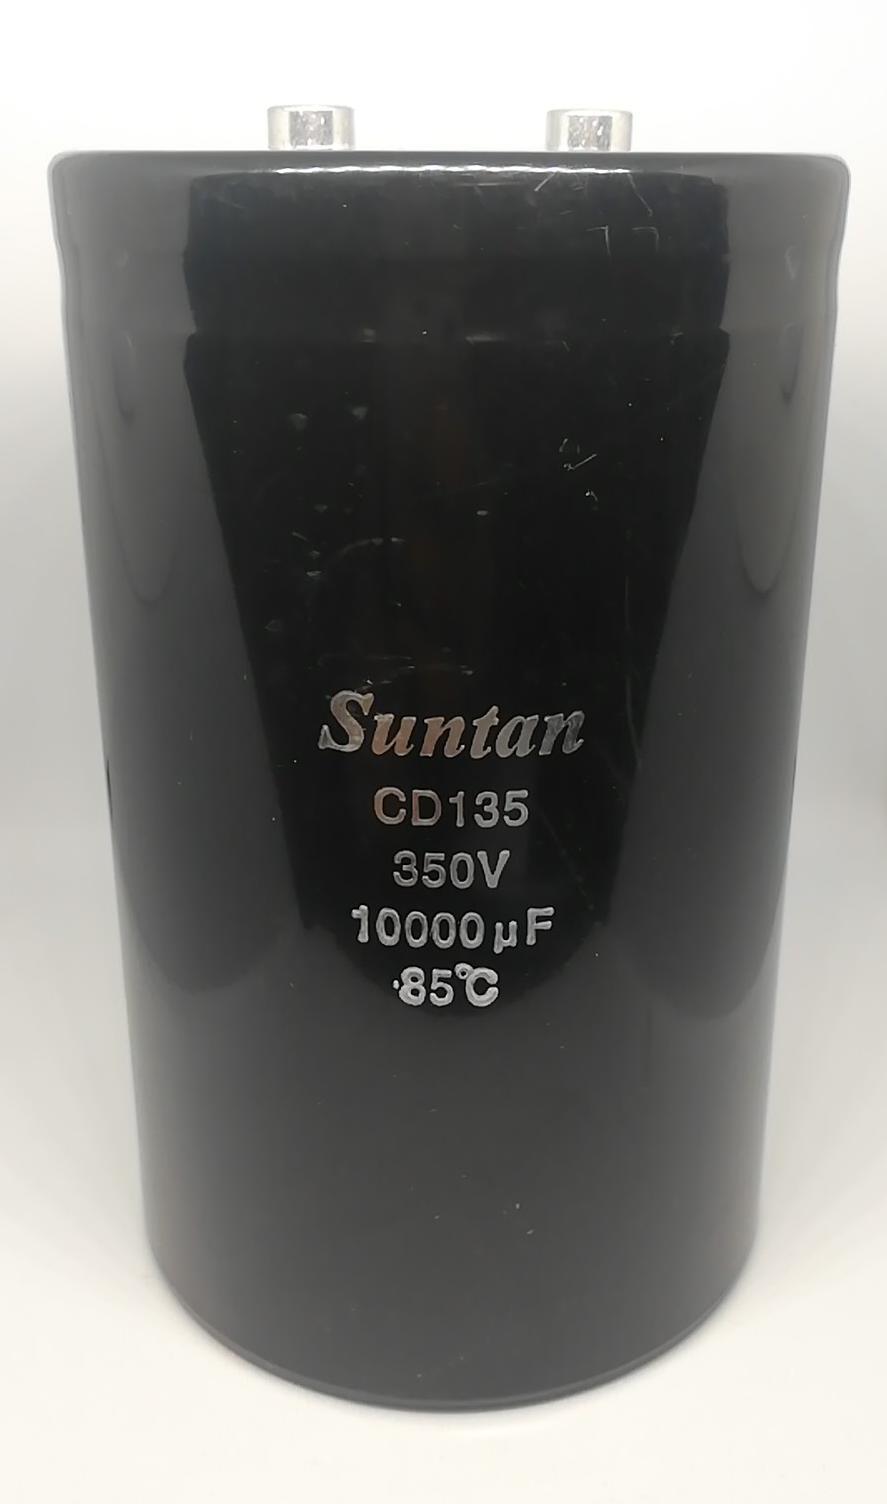 Suntan
CD135
350V
10000µF
85℃